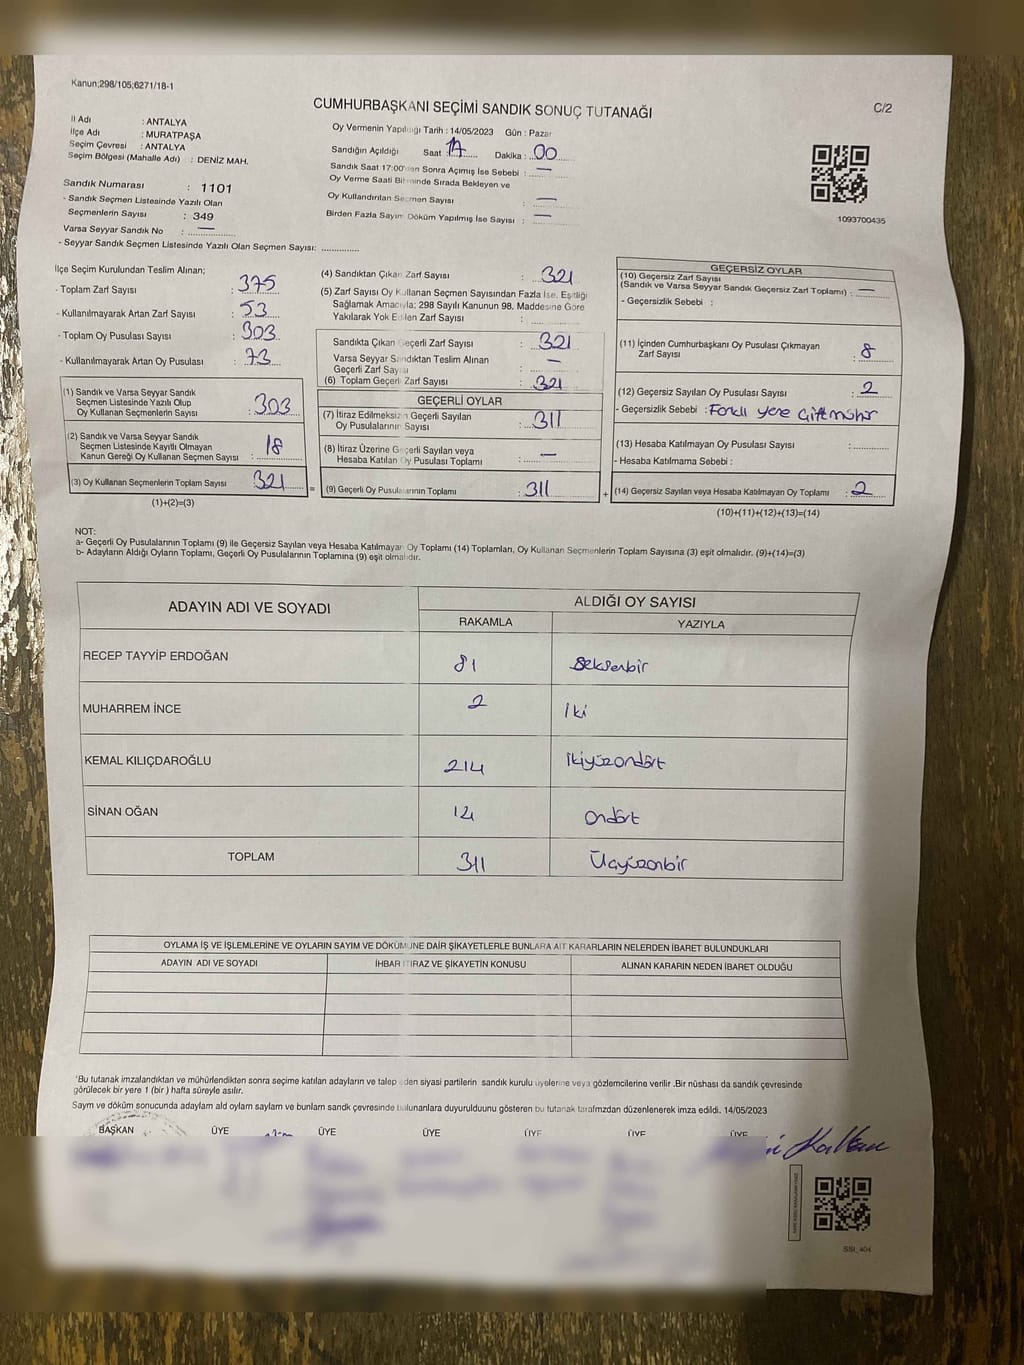 Kanun;298/105;6271/18-1
CUMHURBAŞKANI SEÇİMİ SANDIK SONUÇ TUTANAĞI
C/2
İl Adı : ANTALYA
İlçe Adı : MURATPAŞA
Seçim Çevresi : ANTALYA
Seçim Bölgesi (Mahalle Adı) : DENİZ MAH.
Sandık Numarası : 1101
- Sandık Seçmen Listesinde Yazılı Olan
Seçmenlerin Sayısı : 349
Varsa Seyyar Sandık No : —
- Seyyar Sandık Seçmen Listesinde Yazılı Olan Seçmen Sayısı: ..............
Oy Vermenin Yapıldığı Tarih : 14/05/2023 Gün : Pazar
Sandığın Açıldığı Saat : 17 Dakika : 00
Sandık Saat 17:00'den Sonra Açımış İse Sebebi : —
Oy Verme Saati Bitiminde Sırada Bekleyen ve
Oy Kullandırılan Seçmen Sayısı : —
Birden Fazla Sayım Döküm Yapılmış İse Sayısı : —
1093700435
İlçe Seçim Kurulundan Teslim Alınan;
- Toplam Zarf Sayısı : 375
- Kullanılmayarak Artan Zarf Sayısı : 53
- Toplam Oy Pusulası Sayısı : 303
- Kullanılmayarak Artan Oy Pusulası : 73
(1) Sandık ve Varsa Seyyar Sandık
Seçmen Listesinde Yazılı Olup
Oy Kullanan Seçmenlerin Sayısı : 303
(2) Sandık ve Varsa Seyyar Sandık
Seçmen Listesinde Kayıtlı Olmayan
Kanun Gereği Oy Kullanan Seçmen Sayısı : 18
(3) Oy Kullanan Seçmenlerin Toplam Sayısı : 321
(1)+(2)=(3)
(4) Sandıktan Çıkan Zarf Sayısı : 321
(5) Zarf Sayısı Oy Kullanan Seçmen Sayısından Fazla İse, Eşitliği
Sağlamak Amacıyla; 298 Sayılı Kanunun 98. Maddesine Göre
Yakılarak Yok Edilen Zarf Sayısı :
Sandıkta Çıkan Geçerli Zarf Sayısı : 321
Varsa Seyyar Sandıktan Teslim Alınan
Geçerli Zarf Sayısı : —
(6) Toplam Geçerli Zarf Sayısı : 321
GEÇERLİ OYLAR
(7) İtiraz Edilmeksizin Geçerli Sayılan
Oy Pusulalarının Sayısı : 311
(8) İtiraz Üzerine Geçerli Sayılan veya
Hesaba Katılan Oy Pusulası Toplamı : —
= (9) Geçerli Oy Pusulalarının Toplamı : 311
GEÇERSİZ OYLAR
(10) Geçersiz Zarf Sayısı
(Sandık ve Varsa Seyyar Sandık Geçersiz Zarf Toplamı) : —
- Geçersizlik Sebebi :
(11) İçinden Cumhurbaşkanı Oy Pusulası Çıkmayan
Zarf Sayısı : 8
(12) Geçersiz Sayılan Oy Pusulası Sayısı : 2
- Geçersizlik Sebebi : Farklı yere Çift mühür
(13) Hesaba Katılmayan Oy Pusulası Sayısı :
- Hesaba Katılmama Sebebi :
+ (14) Geçersiz Sayılan veya Hesaba Katılmayan Oy Toplamı : 2
(10)+(11)+(12)+(13)=(14)
NOT:
a- Geçerli Oy Pusulalarının Toplamı (9) ile Geçersiz Sayılan veya Hesaba Katılmayan Oy Toplamı (14) Toplamları, Oy Kullanan Seçmenlerin Toplam Sayısına (3) eşit olmalıdır. (9)+(14)=(3)
b- Adayların Aldığı Oyların Toplamı, Geçerli Oy Pusulalarının Toplamına (9) eşit olmalıdır.
ADAYIN ADI VE SOYADI ALDIĞI OY SAYISI
RAKAMLA YAZIYLA
RECEP TAYYİP ERDOĞAN 81 Seksenbir
MUHARREM İNCE 2 İki
KEMAL KILIÇDAROĞLU 214 İkiyüzondört
SİNAN OĞAN 14 Ondört
TOPLAM 311 Üçyüzonbir
OYLAMA İŞ VE İŞLEMLERİNE VE OYLARIN SAYIM VE DÖKÜMÜNE DAİR ŞİKAYETLERLE BUNLARA AİT KARARLARIN NELERDEN İBARET BULUNDUKLARI
ADAYIN ADI VE SOYADI İHBAR İTİRAZ VE ŞİKAYETİN KONUSU ALINAN KARARIN NEDEN İBARET OLDUĞU
*Bu tutanak imzalandıktan ve mühürlendikten sonra seçime katılan adayların ve talep eden siyasi partilerin sandık kurulu üyelerine veya gözlemcilerine verilir .Bir nüshası da sandık çevresinde
görülecek bir yere 1 (bir ) hafta süreyle asılır.
Sayım ve döküm sonucunda adaylam ald oylam saylam ve bunlam sandk çevresinde bulunanlara duyurulduunu gösteren bu tutanak tarafmzdan düzenlenerek imza edildi. 14/05/2023
BAŞKAN ÜYE ÜYE ÜYE ÜYE ÜYE ÜYE
SSI_404